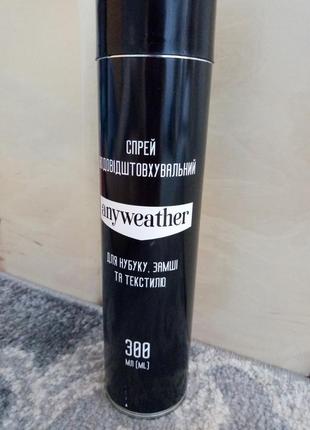 СПРЕЙ
ВОДОВІДШТОВХУВАЛЬНИЙ
anyweather
ДЛЯ НУБУКУ, ЗАМШІ
ТА ТЕКСТИЛЮ
300
МЛ (ML)